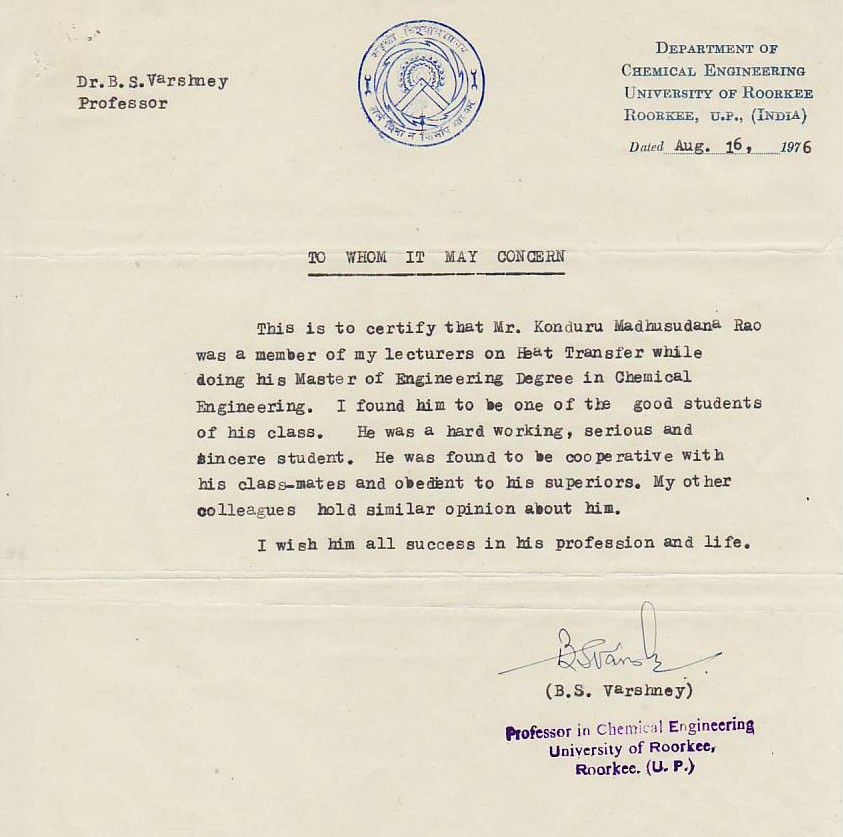 Dr. B. S. Varshney
Professor
रुड़की विश्वविद्यालय
DEPARTMENT OF
CHEMICAL ENGINEERING
UNIVERSITY OF ROORKEE
ROORKEE, U.P., (INDIA)
Dated Aug. 16, 1976
TO WHOM IT MAY CONCERN
This is to certify that Mr. Konduru Madhusudana Rao
was a member of my lecturers on Heat Transfer while
doing his Master of Engineering Degree in Chemical
Engineering. I found him to be one of the good students
of his class. He was a hard working, serious and
sincere student. He was found to be cooperative with
his class-mates and obedent to his superiors. My other
colleagues hold similar opinion about him.
I wish him all success in his profession and life.
(B.S. Varshney)
Professor in Chemical Engineering
University of Roorkee,
Roorkee. (U. P.)